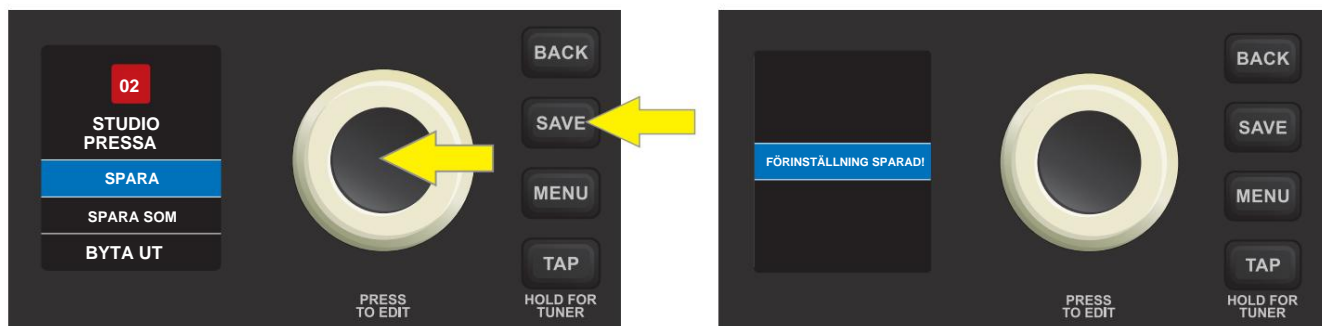 02
STUDIO
PRESSA
SPARA
SPARA SOM
BYTA UT
PRESS
TO EDIT
BACK
SAVE
MENU
TAP
HOLD FOR
TUNER
FÖRINSTÄLLNING SPARAD!
PRESS
TO EDIT
BACK
SAVE
MENU
TAP
HOLD FOR
TUNER